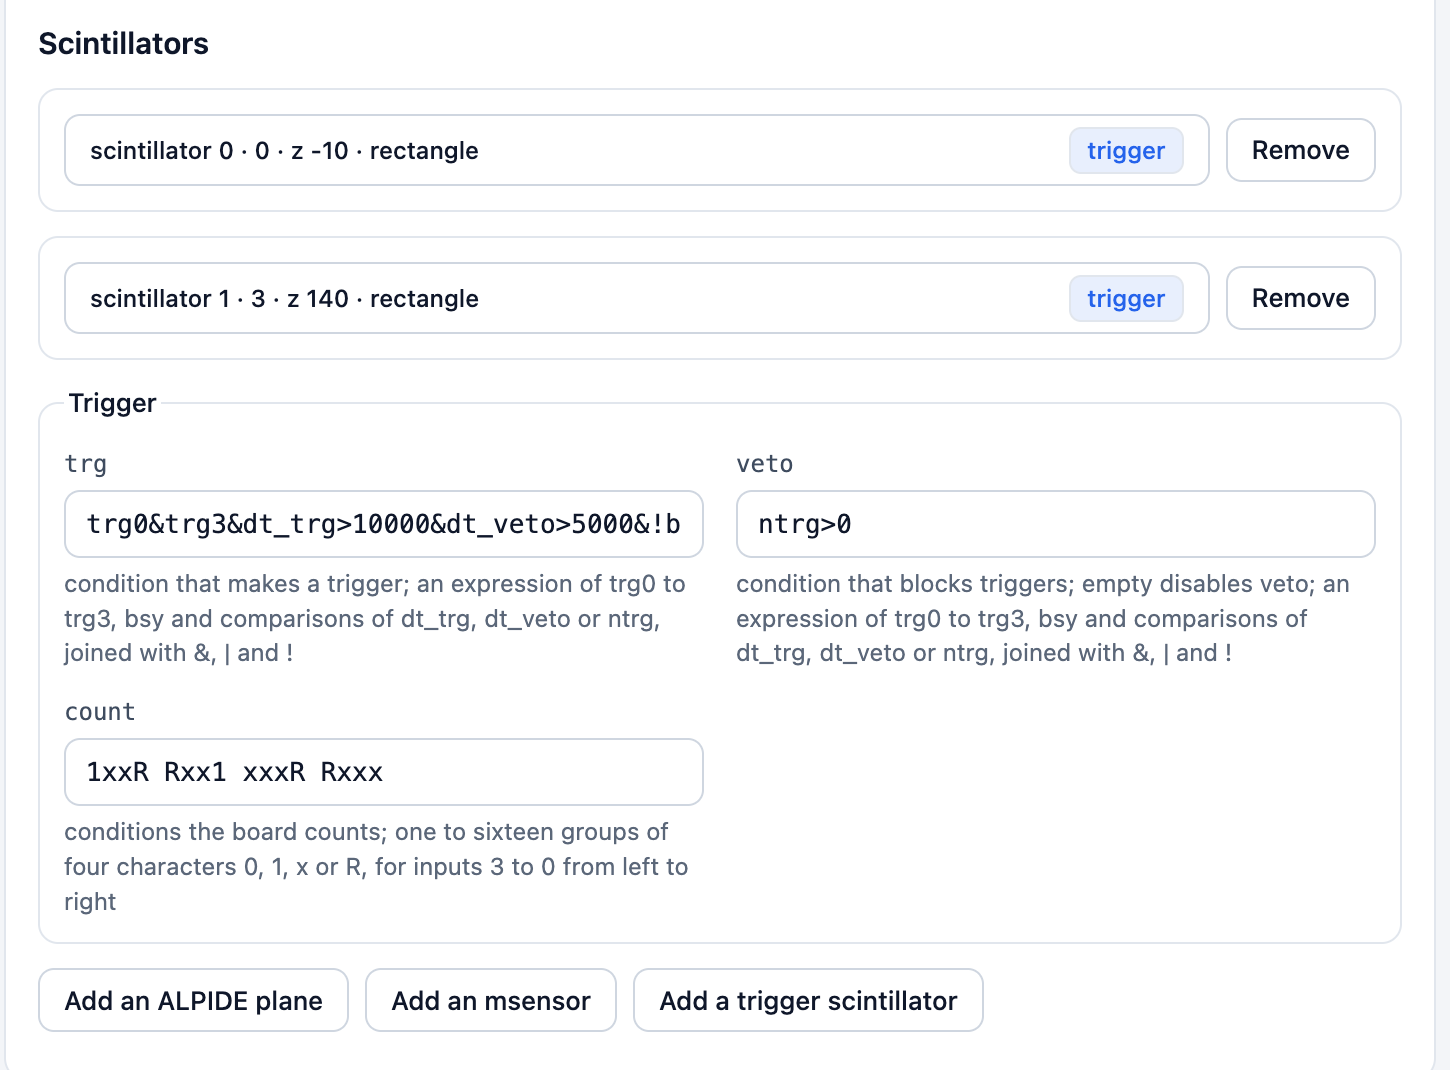 Scintillators
scintillator 0 · 0 · z -10 · rectangle
trigger
Remove
scintillator 1 · 3 · z 140 · rectangle
trigger
Remove
Trigger
trg
trg0&trg3&dt_trg>10000&dt_veto>5000&!b
condition that makes a trigger; an expression of trg0 to
trg3, bsy and comparisons of dt_trg, dt_veto or ntrg,
joined with &, | and !
veto
ntrg>0
condition that blocks triggers; empty disables veto; an
expression of trg0 to trg3, bsy and comparisons of
dt_trg, dt_veto or ntrg, joined with &, | and !
count
1xxR Rxx1 xxxR Rxxx
conditions the board counts; one to sixteen groups of
four characters 0, 1, x or R, for inputs 3 to 0 from left to
right
Add an ALPIDE plane
Add an msensor
Add a trigger scintillator